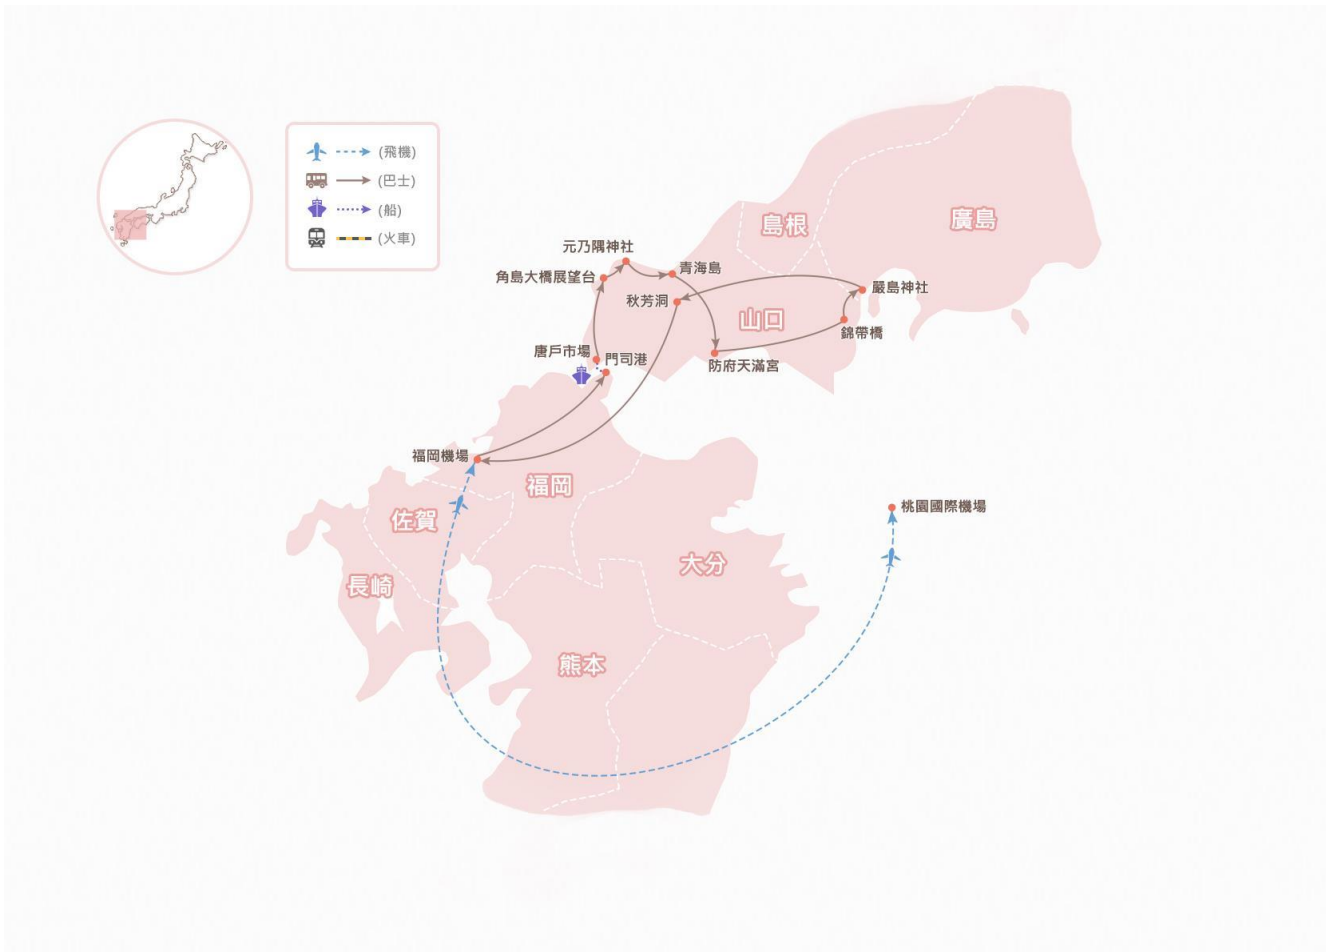 (飛機)
(巴士)
(船)
(火車)
島根
廣島
元乃隅神社
青海島
角島大橋展望台
嚴島神社
秋芳洞
山口
錦帶橋
唐戶市場
門司港
防府天滿宮
福岡機場
福岡
桃園國際機場
佐賀
大分
長崎
熊本